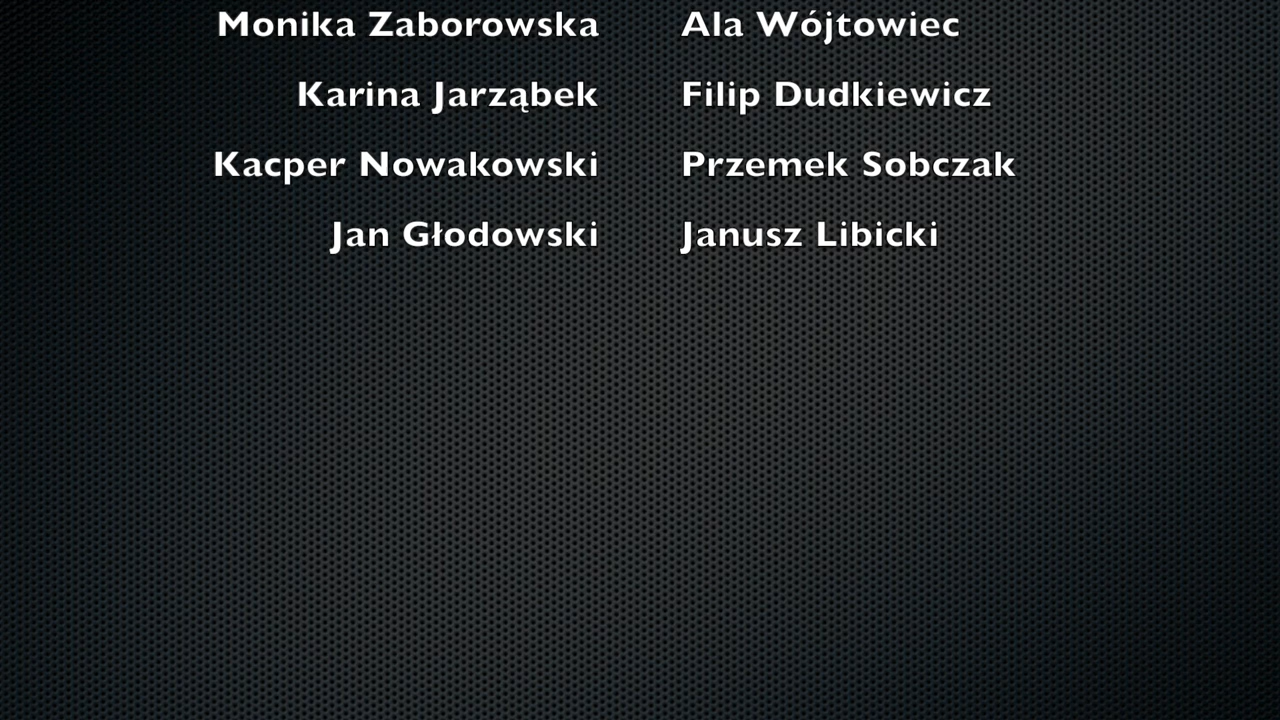 Monika Zaborowska Ala Wójtowiec
Karina Jarząbek Filip Dudkiewicz
Kacper Nowakowski Przemek Sobczak
Jan Głodowski Janusz Libicki